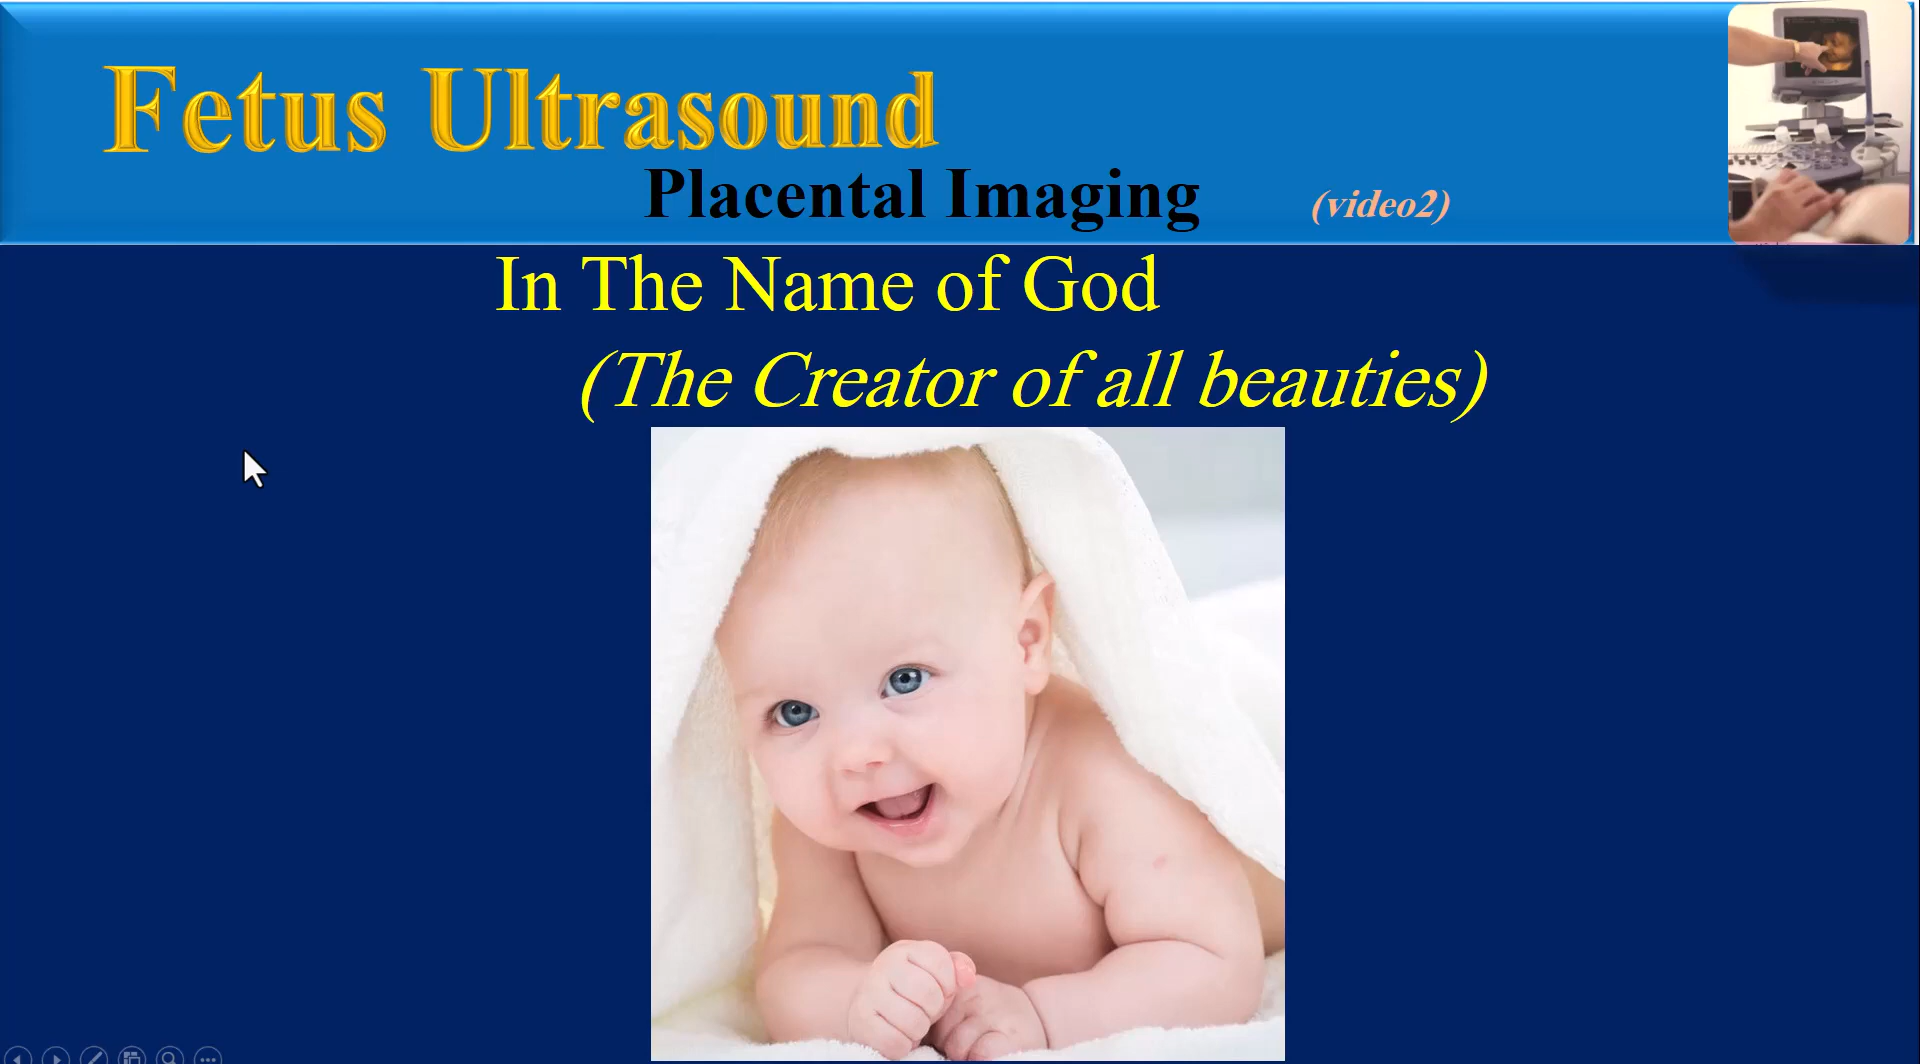 Fetus Ultrasound
Placental Imaging (video2)
In The Name of God
(The Creator of all beauties)